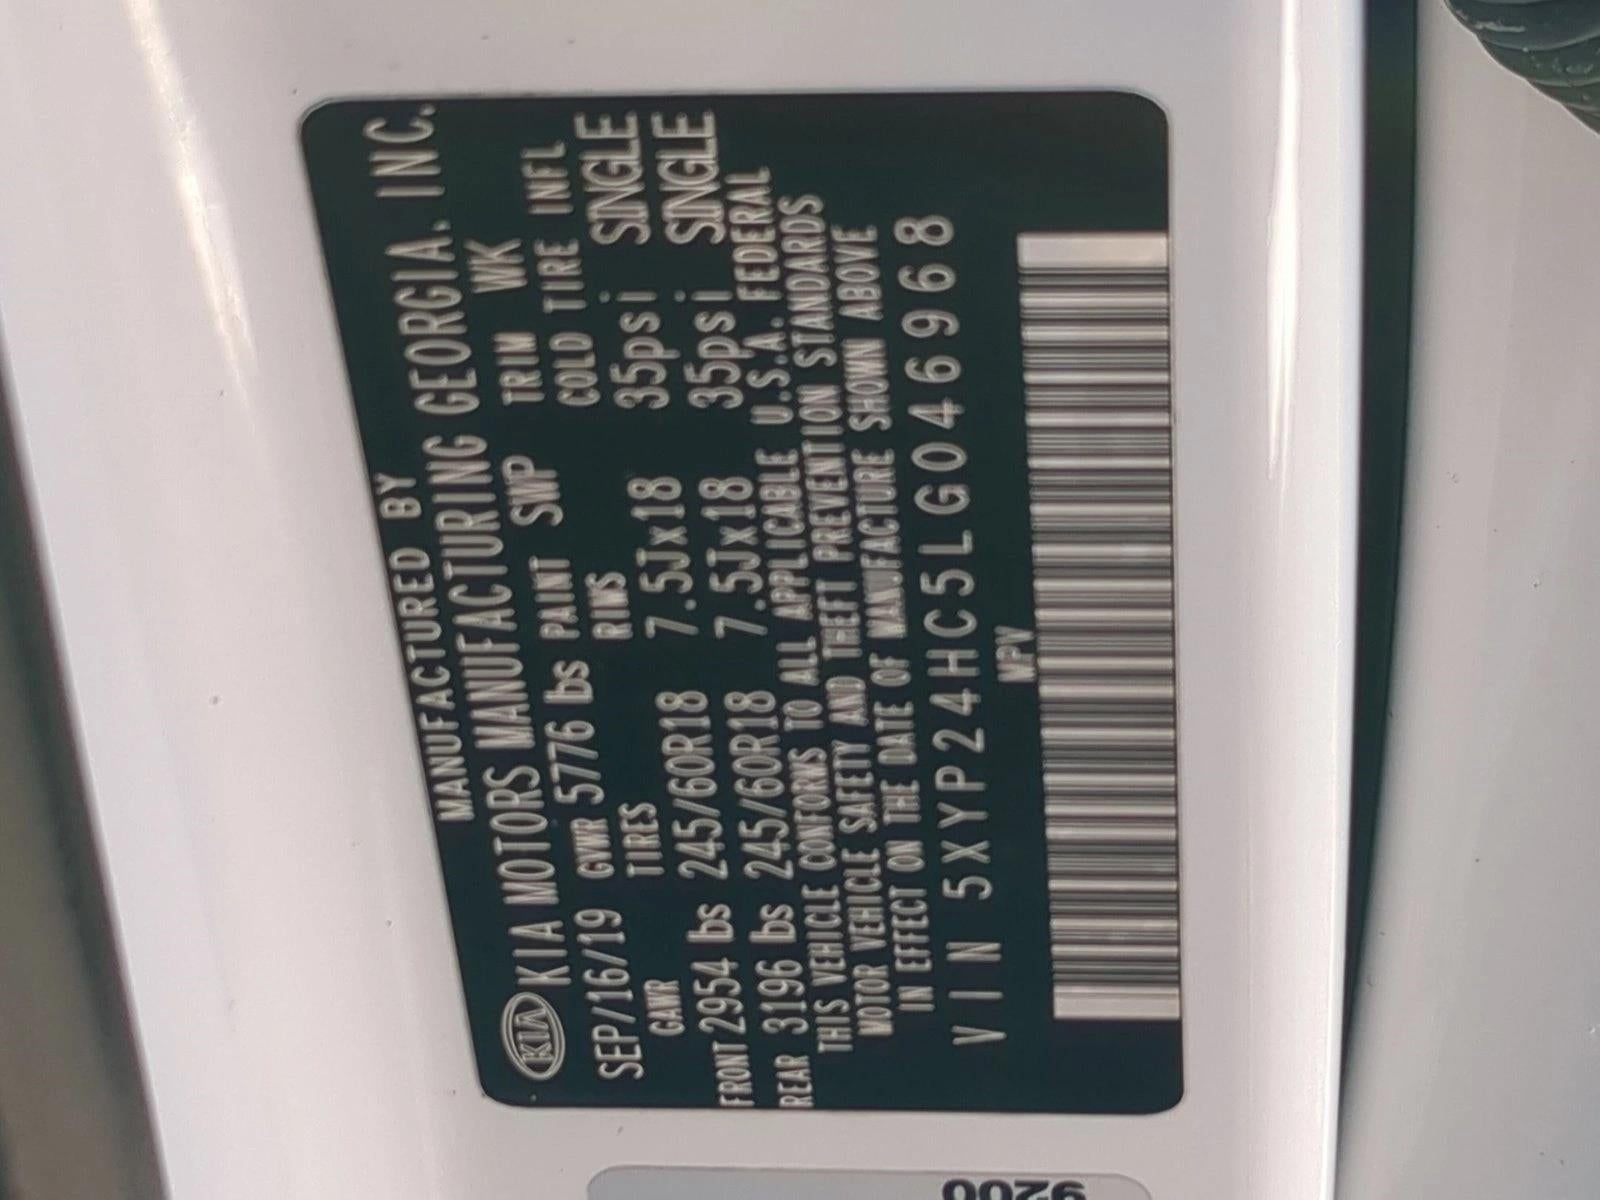 MANUFACTURED BY
KIA KIA MOTORS MANUFACTURING GEORGIA, INC.
SEP/16/19 GVWR 5776 lbs PAINT SWP TRIM WK
GAWR TIRES RIMS COLD TIRE INFL
FRONT 2954 lbs 245/60R18 7.5Jx18 35psi SINGLE
REAR 3196 lbs 245/60R18 7.5Jx18 35psi SINGLE
THIS VEHICLE CONFORMS TO ALL APPLICABLE U.S.A. FEDERAL
MOTOR VEHICLE SAFETY AND THEFT PREVENTION STANDARDS
IN EFFECT ON THE DATE OF MANUFACTURE SHOWN ABOVE
VIN 5XYP24HC5LG046968
MPV
9200